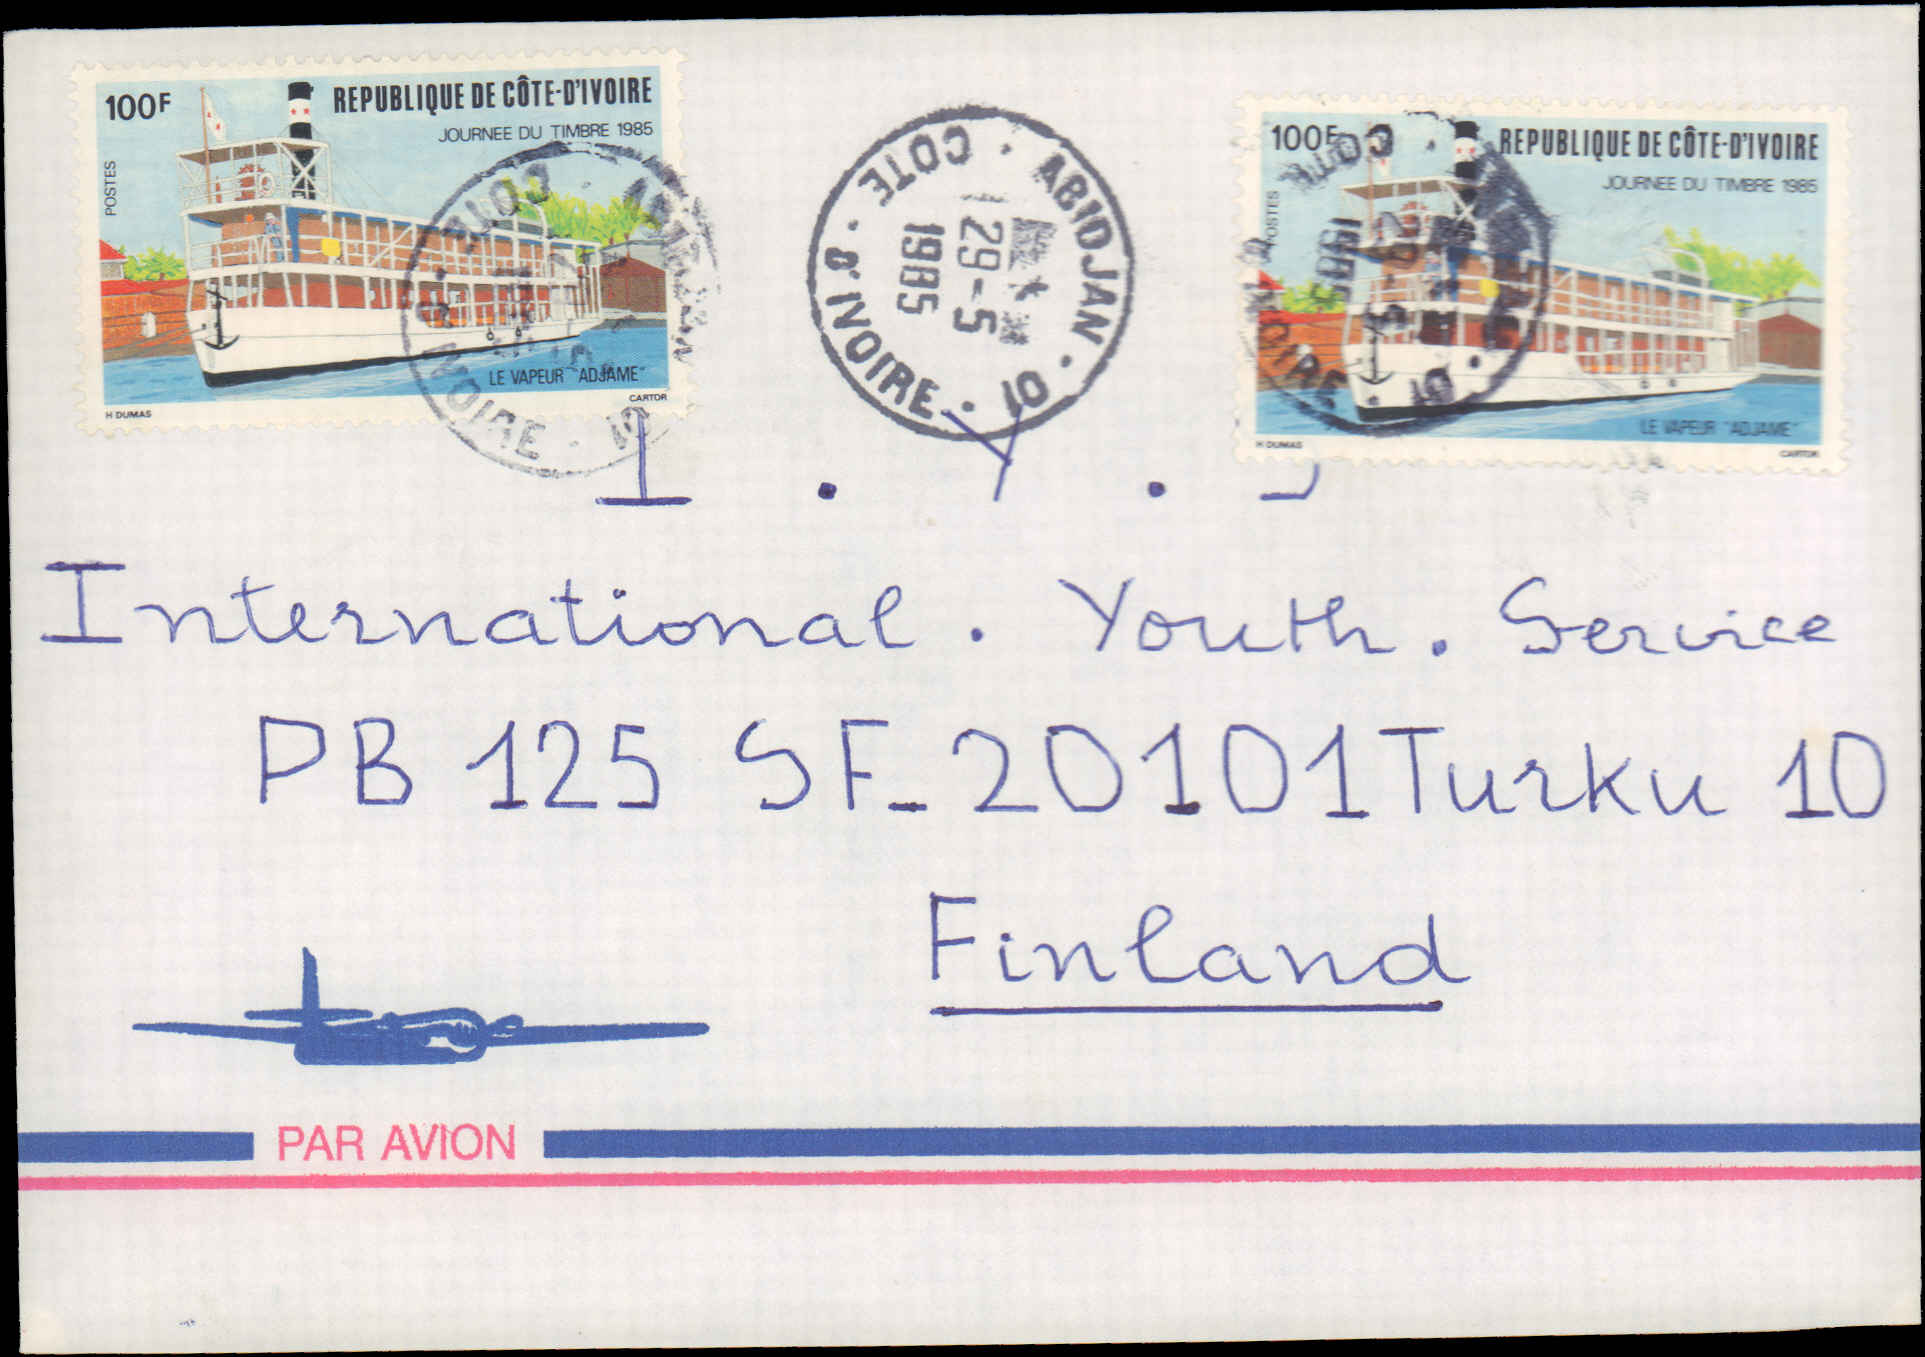 100F
REPUBLIQUE DE CÔTE-D'IVOIRE
JOURNEE DU TIMBRE 1985
POSTES
LE VAPEUR "ADJAME"
H DUMAS
CARTOR
ABIDJAN · 01 · COTE · D'IVOIRE ·
29-5
1985
100F
REPUBLIQUE DE CÔTE-D'IVOIRE
JOURNEE DU TIMBRE 1985
POSTES
LE VAPEUR "ADJAME"
H DUMAS
CARTOR
I . Y . S
International . Youth . Service
PB 125 SF_20101 Turku 10
Finland
PAR AVION